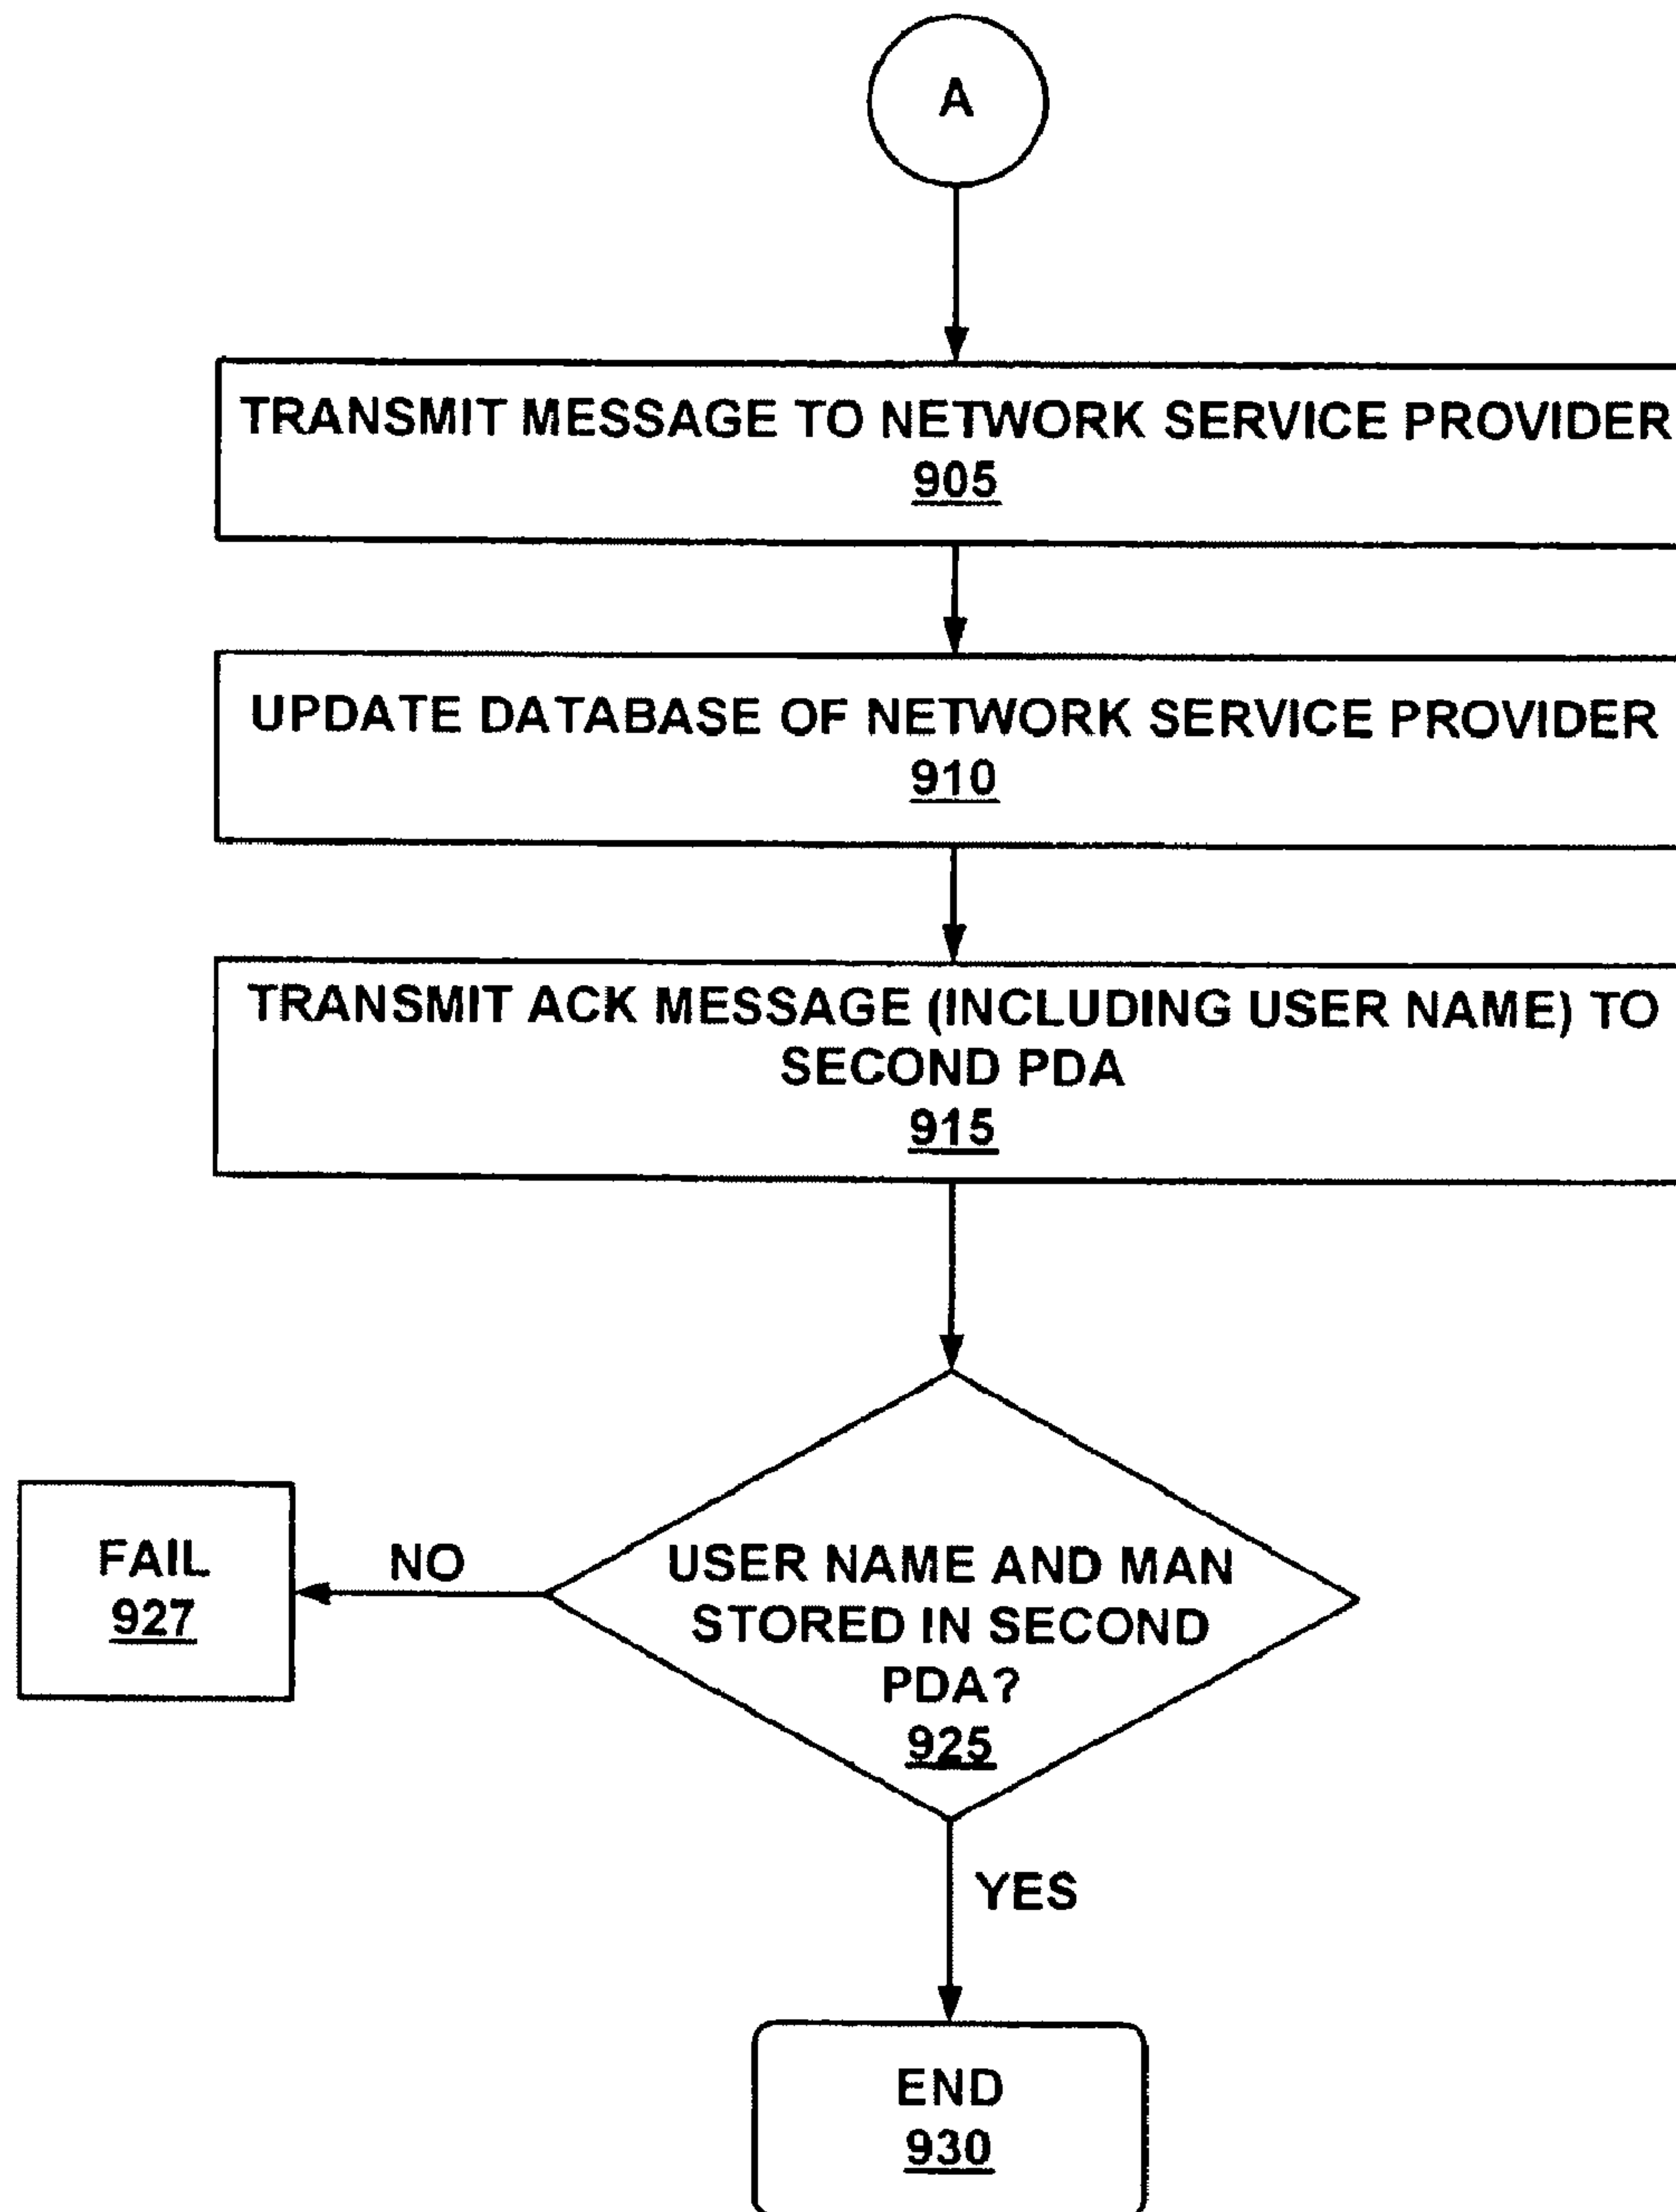 A
TRANSMIT MESSAGE TO NETWORK SERVICE PROVIDER
905
UPDATE DATABASE OF NETWORK SERVICE PROVIDER
910
TRANSMIT ACK MESSAGE (INCLUDING USER NAME) TO
SECOND PDA
915
FAIL
927
NO
USER NAME AND MAN
STORED IN SECOND
PDA?
925
YES
END
930